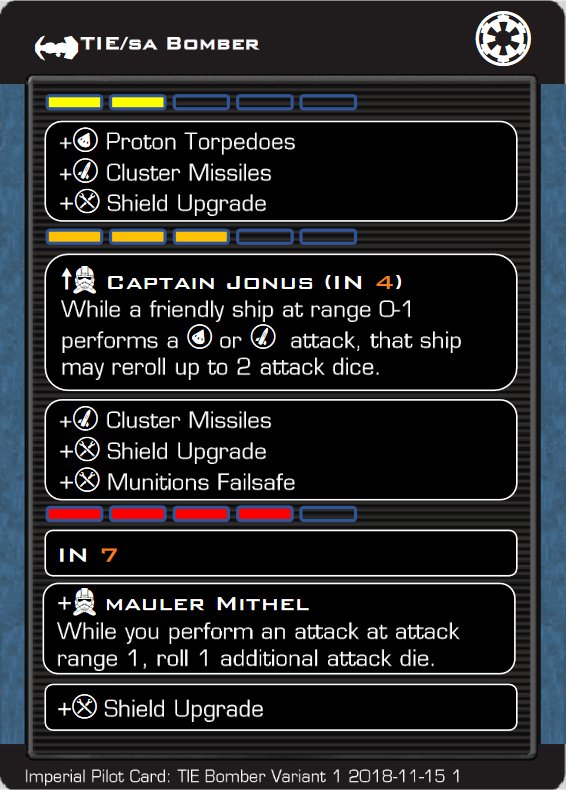 TIE/sa Bomber
+ Proton Torpedoes
+ Cluster Missiles
+ Shield Upgrade
Captain Jonus (IN 4)
While a friendly ship at range 0-1
performs a or attack, that ship
may reroll up to 2 attack dice.
+ Cluster Missiles
+ Shield Upgrade
+ Munitions Failsafe
IN 7
+ mauler Mithel
While you perform an attack at attack
range 1, roll 1 additional attack die.
+ Shield Upgrade
Imperial Pilot Card: TIE Bomber Variant 1 2018-11-15 1